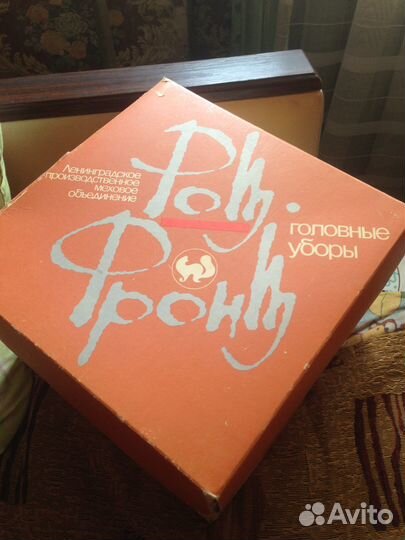 Ленинградское
производственное
меховое
объединение
Рот-
Фронт
головные
уборы
Avito